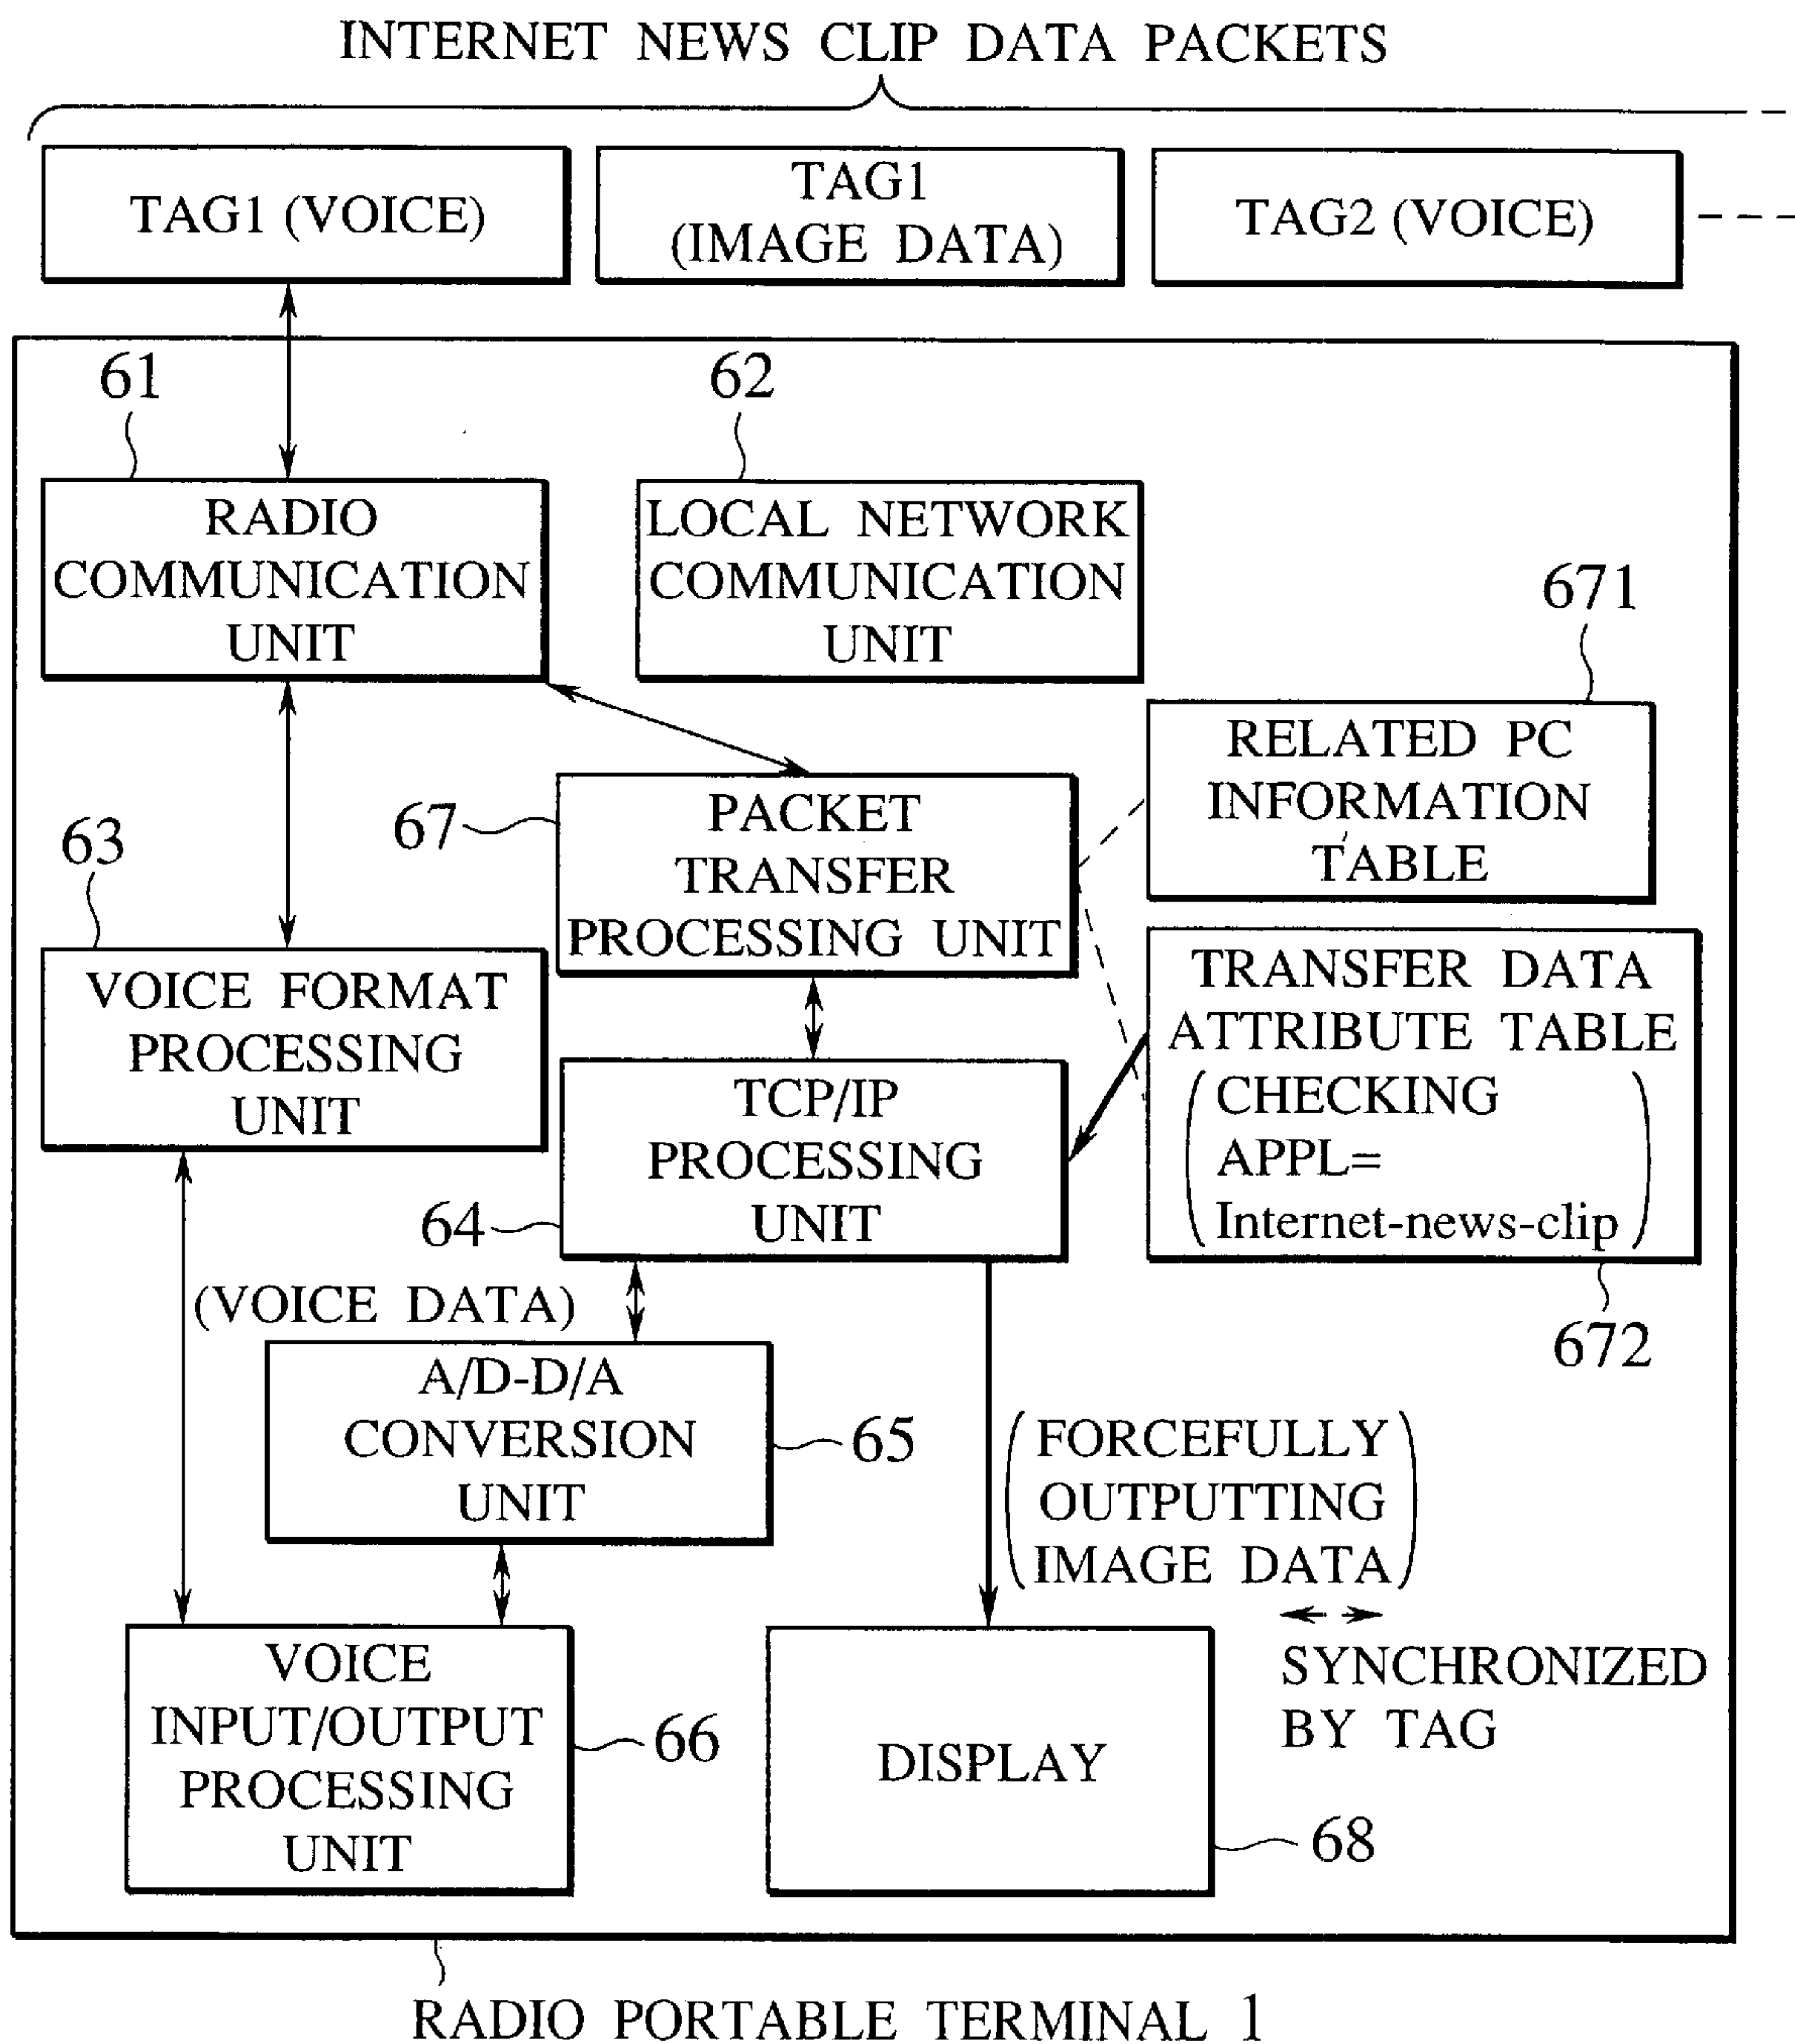 INTERNET NEWS CLIP DATA PACKETS
TAG1 (VOICE)
TAG1
(IMAGE DATA)
TAG2 (VOICE)
61
62
RADIO
COMMUNICATION
UNIT
LOCAL NETWORK
COMMUNICATION
UNIT
671
RELATED PC
INFORMATION
TABLE
67
PACKET
TRANSFER
PROCESSING UNIT
63
VOICE FORMAT
PROCESSING
UNIT
TRANSFER DATA
ATTRIBUTE TABLE
(CHECKING
APPL=
Internet-news-clip)
672
TCP/IP
PROCESSING
UNIT
64
(VOICE DATA)
A/D-D/A
CONVERSION
UNIT
65
(FORCEFULLY
OUTPUTTING
IMAGE DATA)
SYNCHRONIZED
BY TAG
VOICE
INPUT/OUTPUT
PROCESSING
UNIT
66
DISPLAY
68
RADIO PORTABLE TERMINAL 1